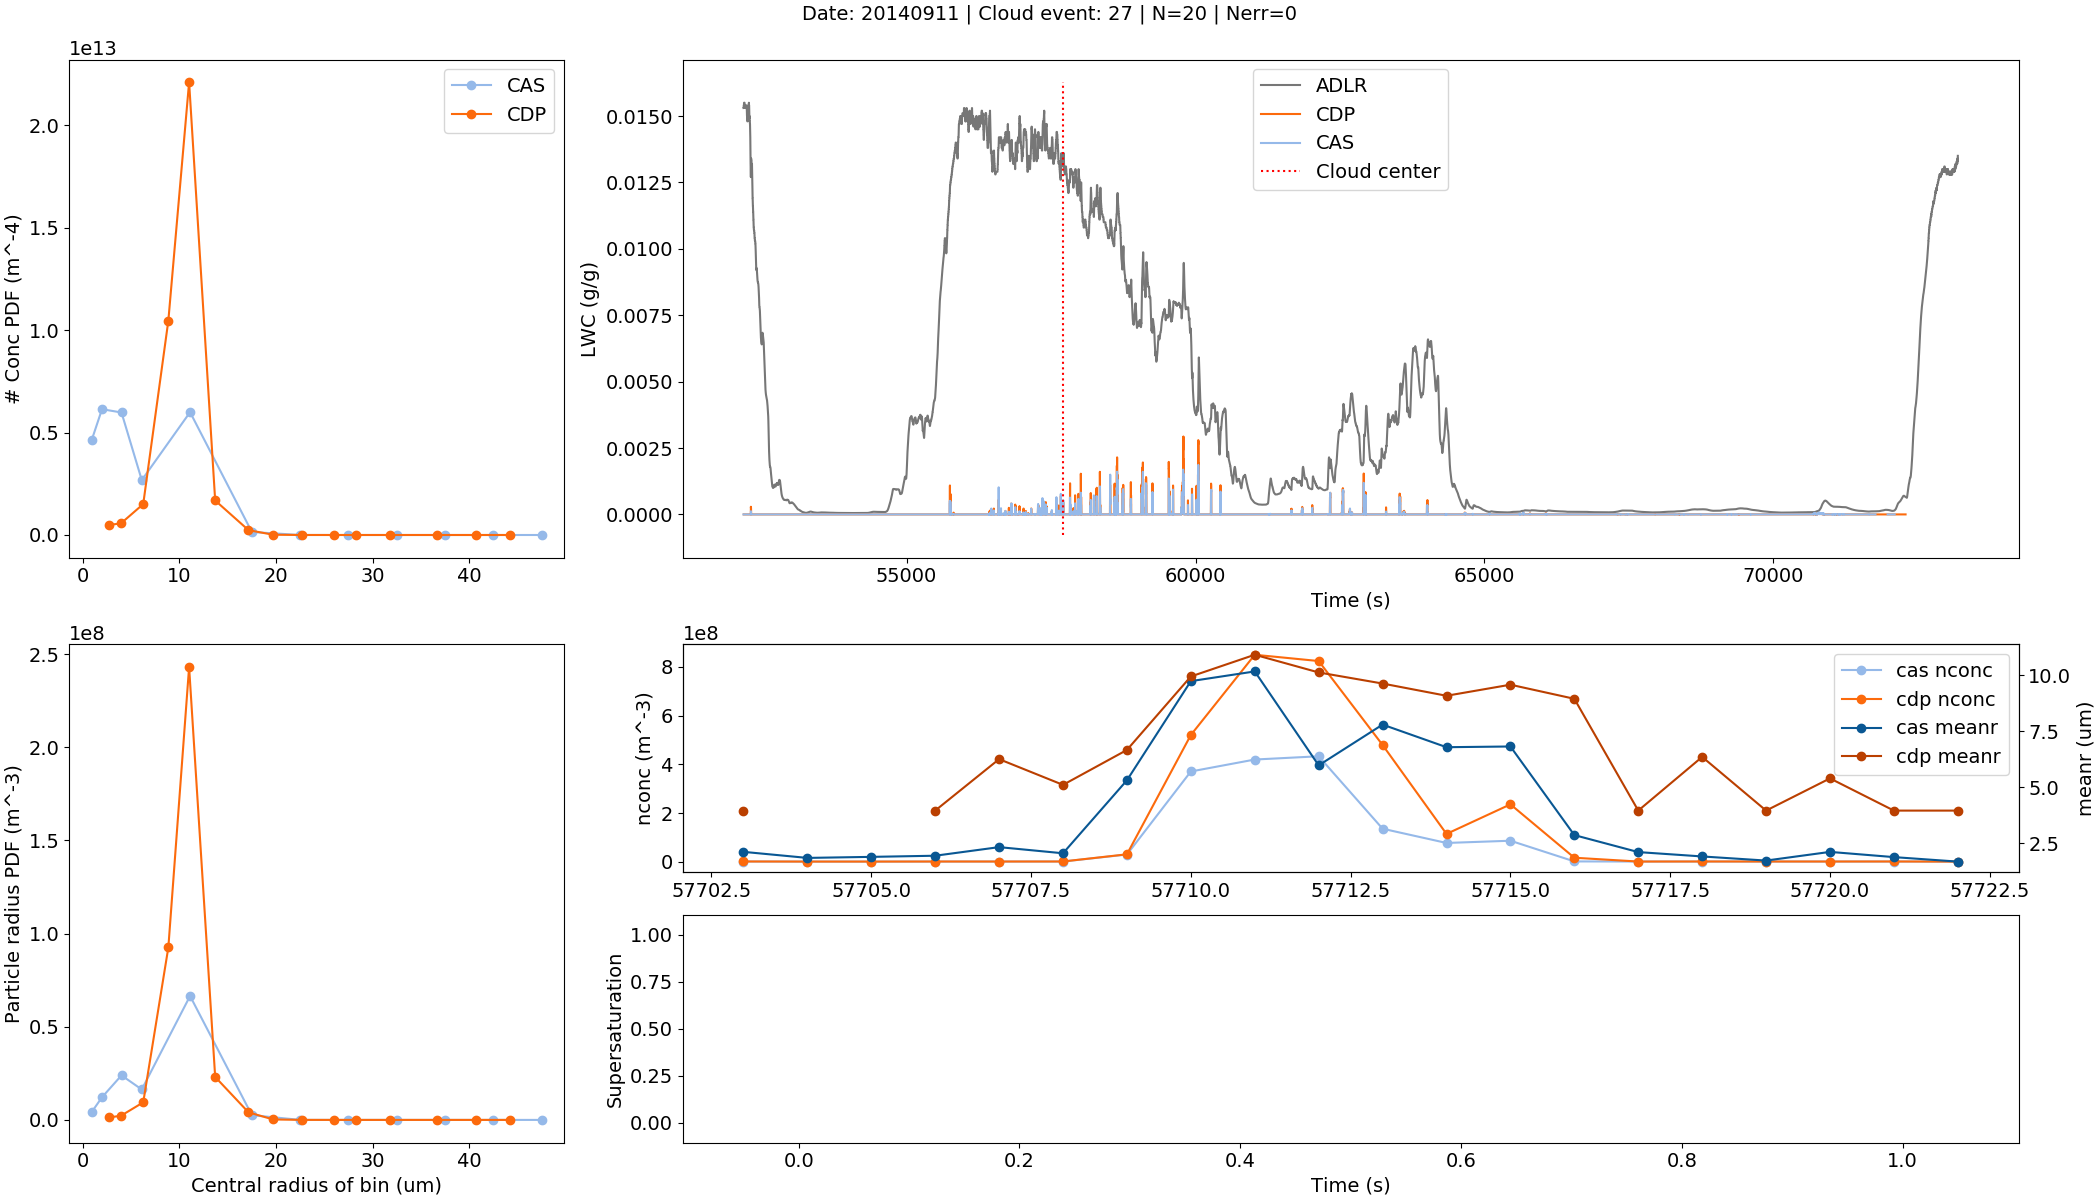 Date: 20140911 | Cloud event: 27 | N=20 | Nerr=0
1e13
# Conc PDF (m^-4)
2.0
1.5
1.0
0.5
0.0
0 10 20 30 40
CAS
CDP
LWC (g/g)
0.0150
0.0125
0.0100
0.0075
0.0050
0.0025
0.0000
55000 60000 65000 70000
Time (s)
ADLR
CDP
CAS
Cloud center
1e8
Particle radius PDF (m^-3)
2.5
2.0
1.5
1.0
0.5
0.0
0 10 20 30 40
Central radius of bin (um)
1e8
nconc (m^-3)
8
6
4
2
0
57702.5 57705.0 57707.5 57710.0 57712.5 57715.0 57717.5 57720.0 57722.5
cas nconc
cdp nconc
cas meanr
cdp meanr
10.0
7.5
5.0
2.5
meanr (um)
Supersaturation
1.00
0.75
0.50
0.25
0.00
0.0 0.2 0.4 0.6 0.8 1.0
Time (s)